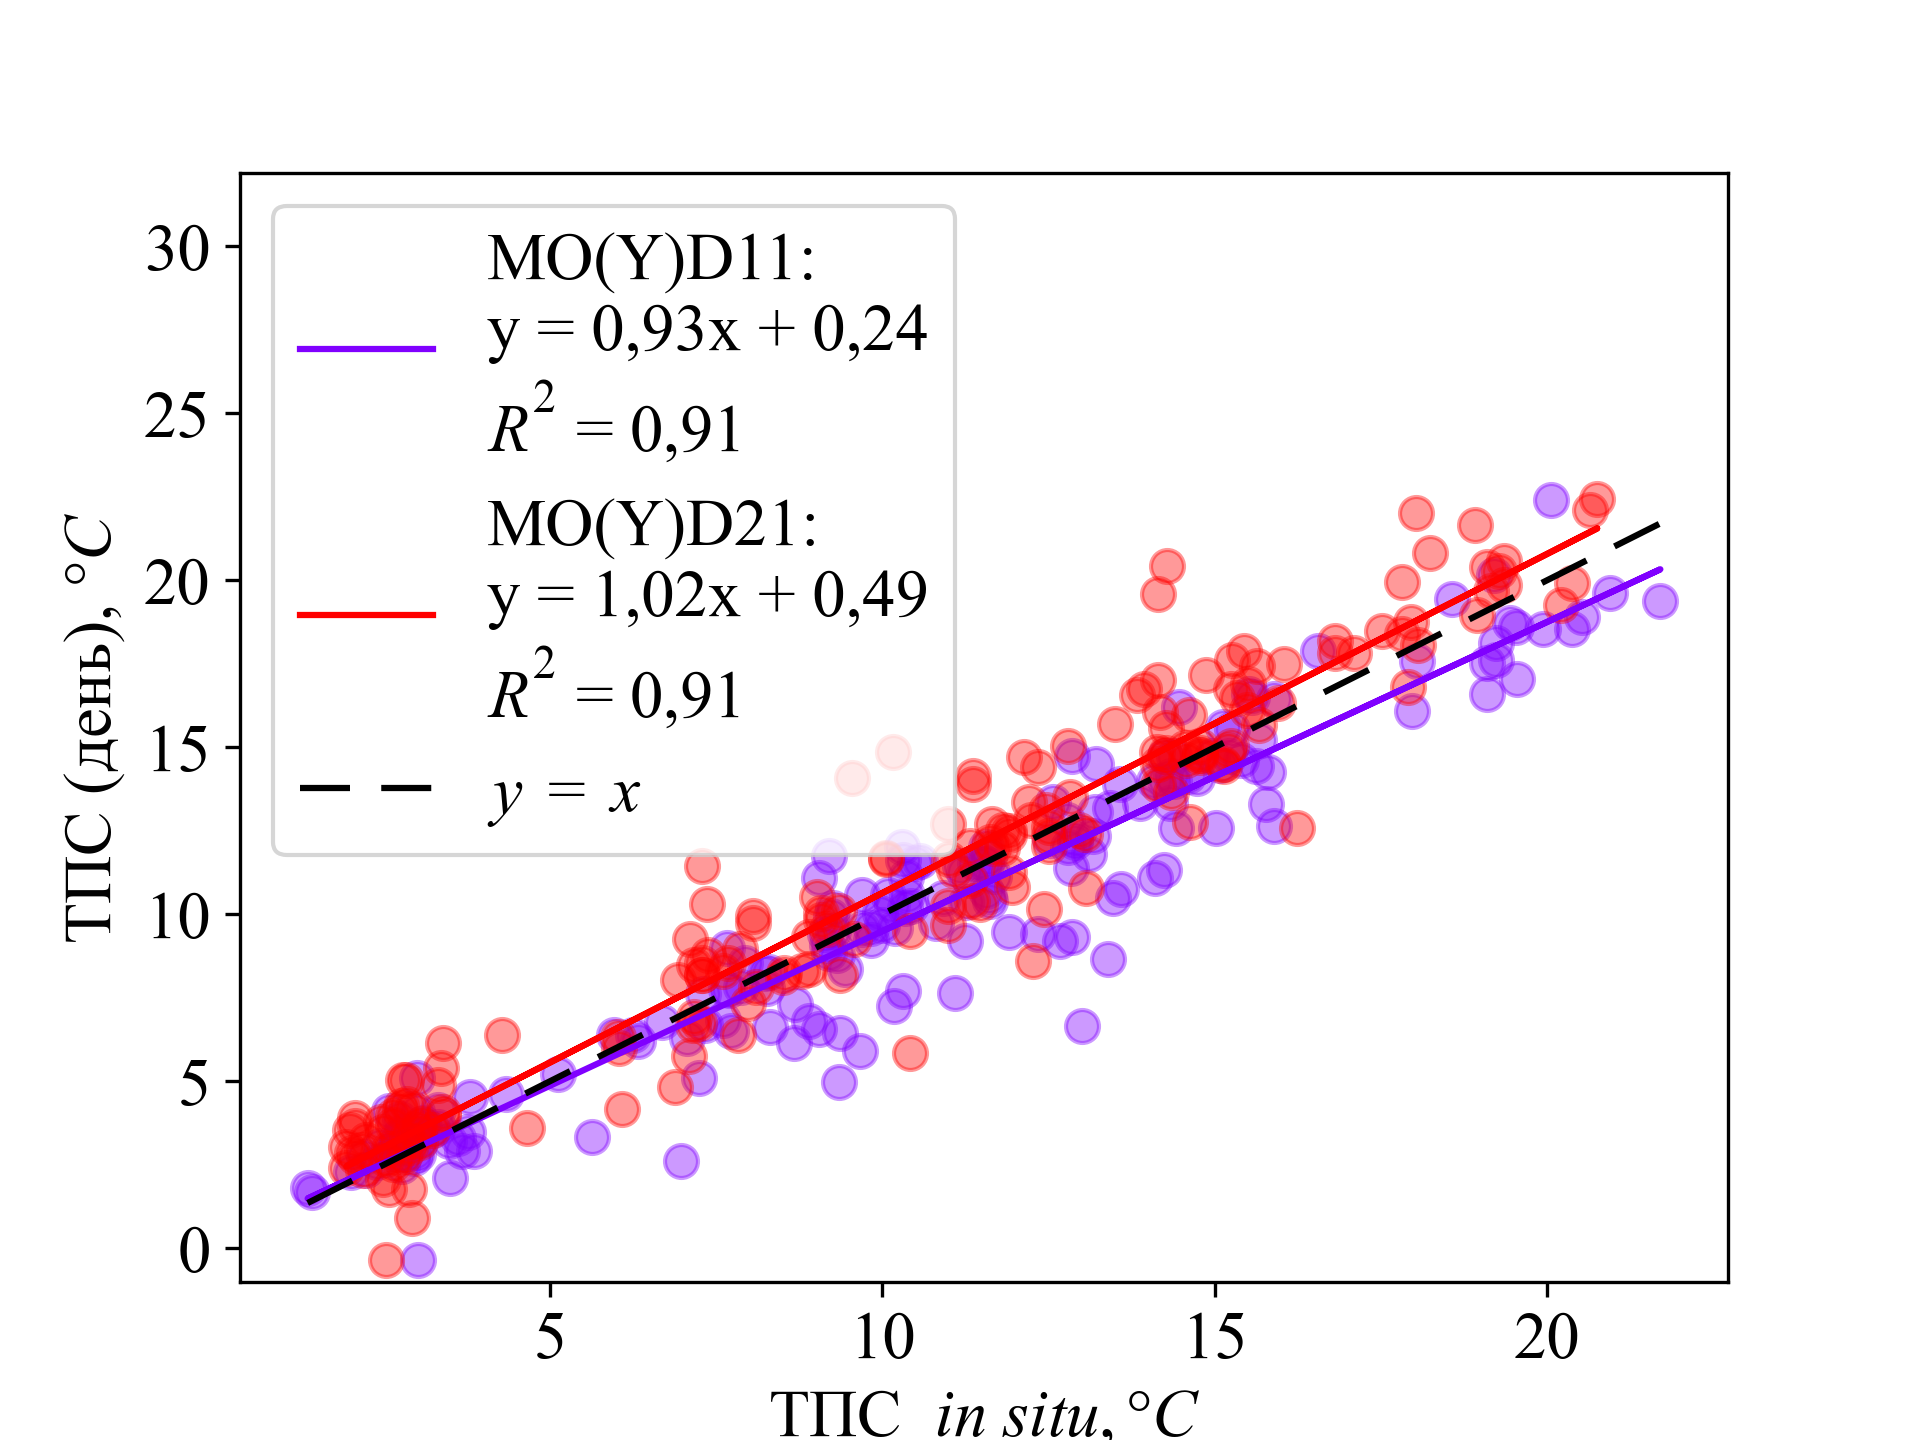 MO(Y)D11:
y = 0,93x + 0,24
R² = 0,91
MO(Y)D21:
y = 1,02x + 0,49
R² = 0,91
y = x
30
25
20
15
10
5
0
ТПС (день), °C
5 10 15 20
ТПС in situ, °C